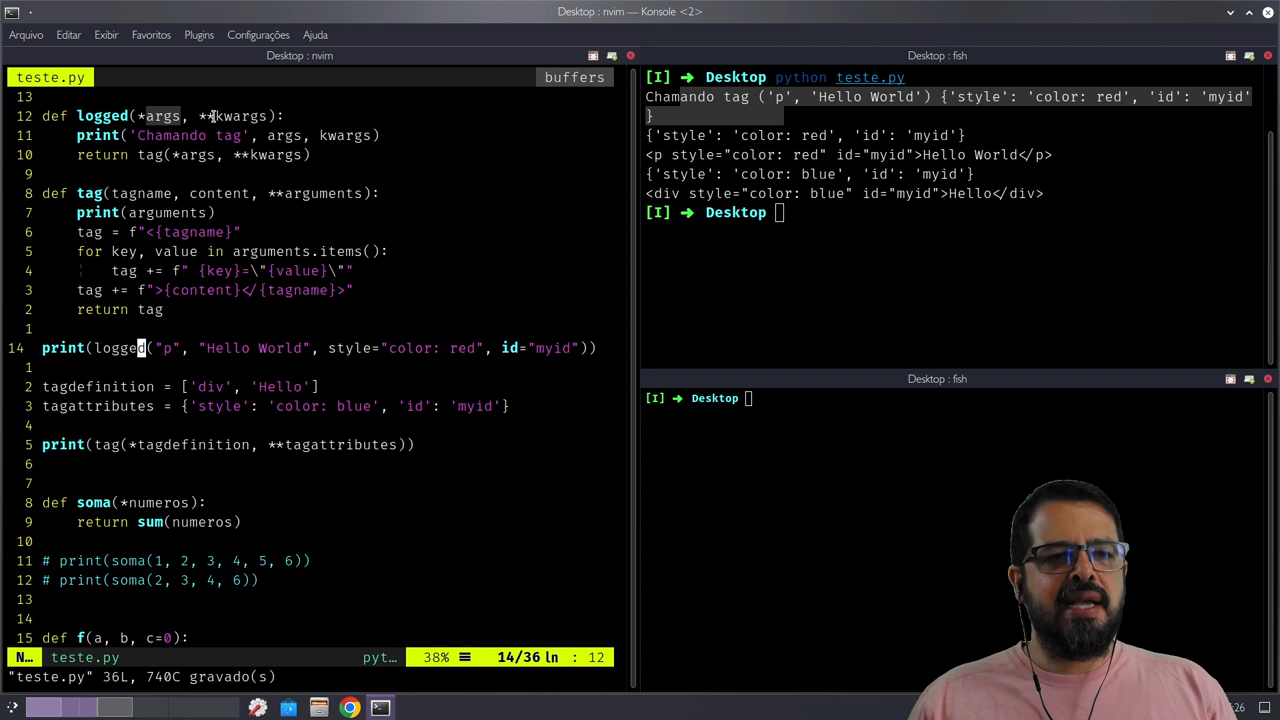 Desktop : nvim — Konsole <2>
Arquivo Editar Exibir Favoritos Plugins Configurações Ajuda
Desktop : nvim
teste.py buffers
13
12 def logged(*args, **kwargs):
11 print('Chamando tag', args, kwargs)
10 return tag(*args, **kwargs)
9
8 def tag(tagname, content, **arguments):
7 print(arguments)
6 tag = f"<{tagname}"
5 for key, value in arguments.items():
4 ¦ tag += f" {key}=\"{value}\""
3 tag += f">{content}</{tagname}>"
2 return tag
1
14 print(logged("p", "Hello World", style="color: red", id="myid"))
1
2 tagdefinition = ['div', 'Hello']
3 tagattributes = {'style': 'color: blue', 'id': 'myid'}
4
5 print(tag(*tagdefinition, **tagattributes))
6
7
8 def soma(*numeros):
9 return sum(numeros)
10
11 # print(soma(1, 2, 3, 4, 5, 6))
12 # print(soma(2, 3, 4, 6))
13
14
15 def f(a, b, c=0):
N… teste.py pyt… 38% ☰ 14/36 ln : 12
"teste.py" 36L, 740C gravado(s)
Desktop : fish
[I] ➜ Desktop python teste.py
Chamando tag ('p', 'Hello World') {'style': 'color: red', 'id': 'myid'
}
{'style': 'color: red', 'id': 'myid'}
<p style="color: red" id="myid">Hello World</p>
{'style': 'color: blue', 'id': 'myid'}
<div style="color: blue" id="myid">Hello</div>
[I] ➜ Desktop
Desktop : fish
[I] ➜ Desktop